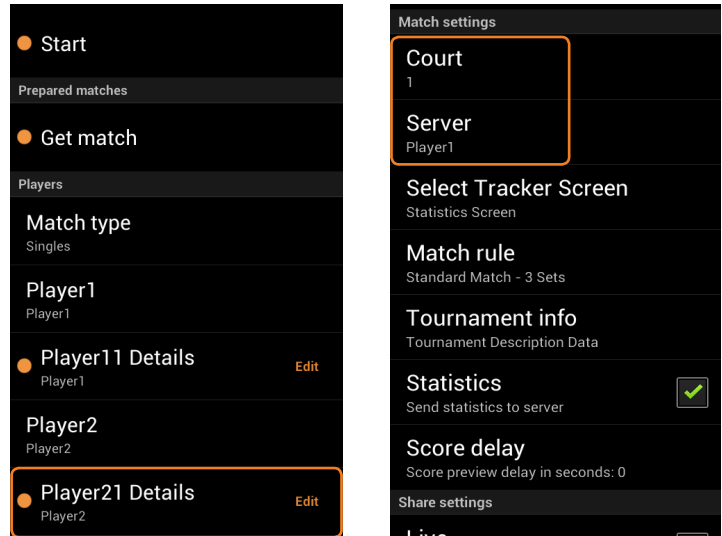 Start
Prepared matches
Get match
Players
Match type
Singles
Player1
Player1
Player11 Details
Edit
Player1
Player2
Player2
Player21 Details
Edit
Player2
Match settings
Court
1
Server
Player1
Select Tracker Screen
Statistics Screen
Match rule
Standard Match - 3 Sets
Tournament info
Tournament Description Data
Statistics
Send statistics to server
Score delay
Score preview delay in seconds: 0
Share settings